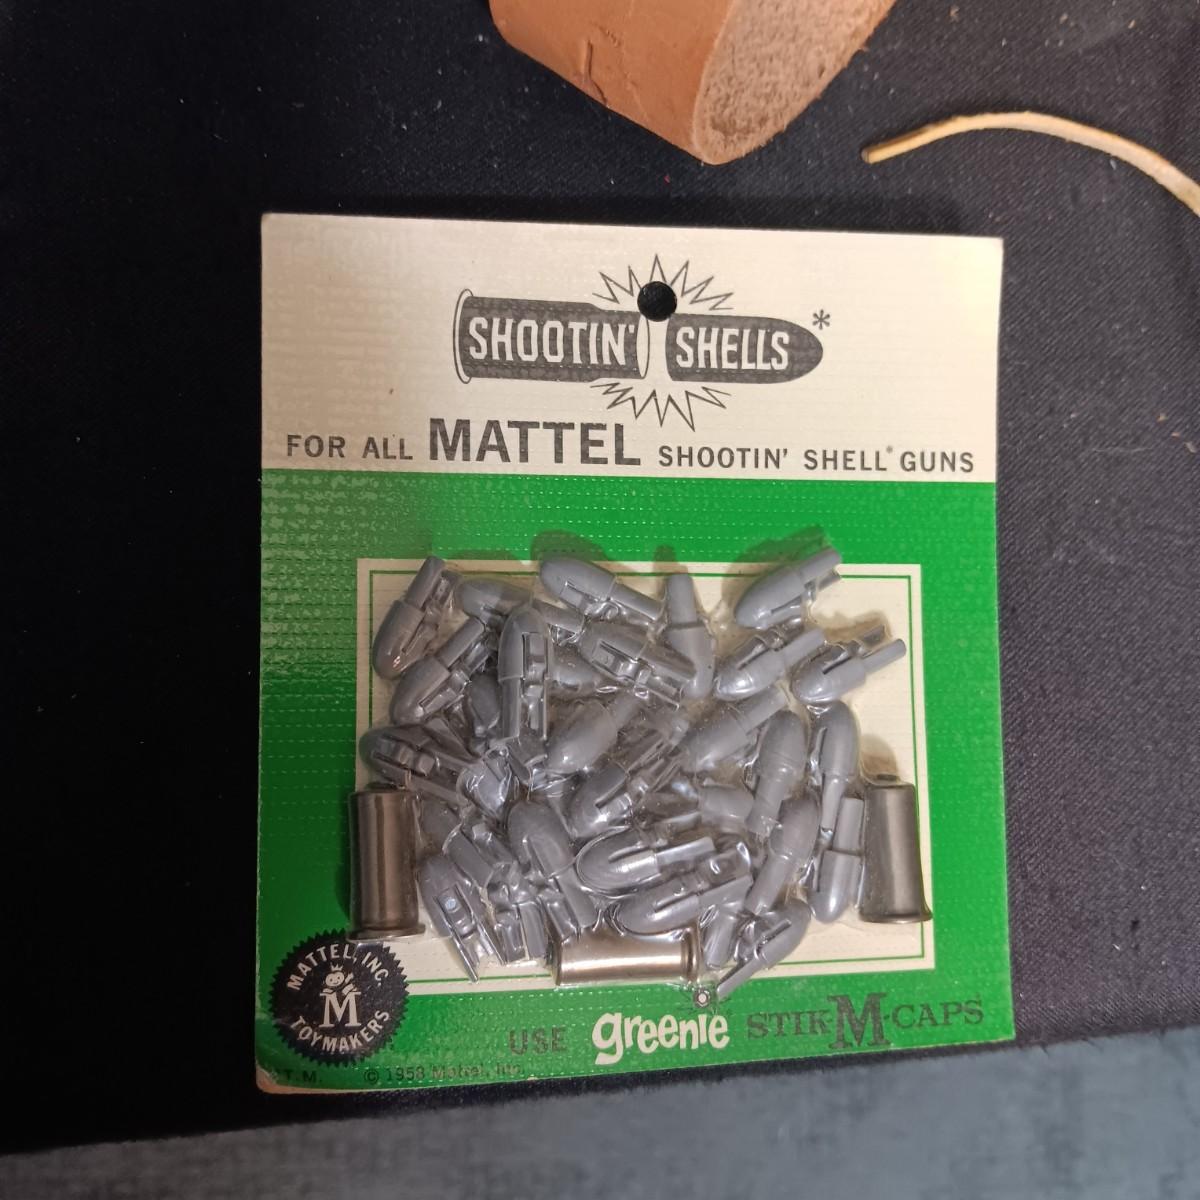 SHOOTIN' SHELLS*
FOR ALL MATTEL SHOOTIN' SHELL* GUNS
MATTEL, INC.
M
TOYMAKERS
USE greenie STIK-M-CAPS
*T.M. © 1958 Mattel, Inc.